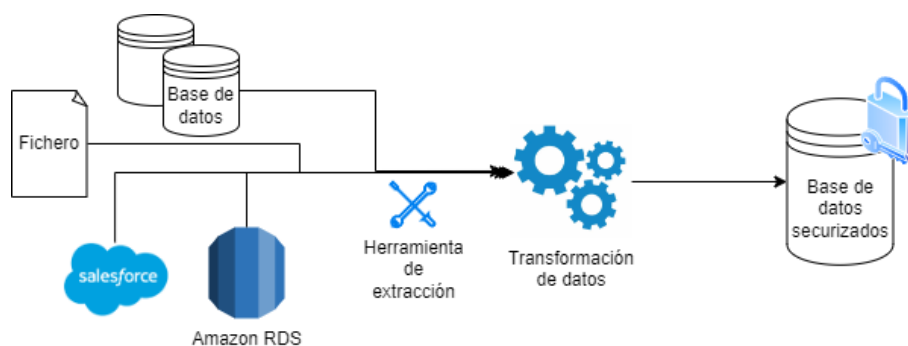 Base de
datos
Fichero
salesforce
Amazon RDS
Herramienta
de
extracción
Transformación
de datos
Base de
datos
securizados